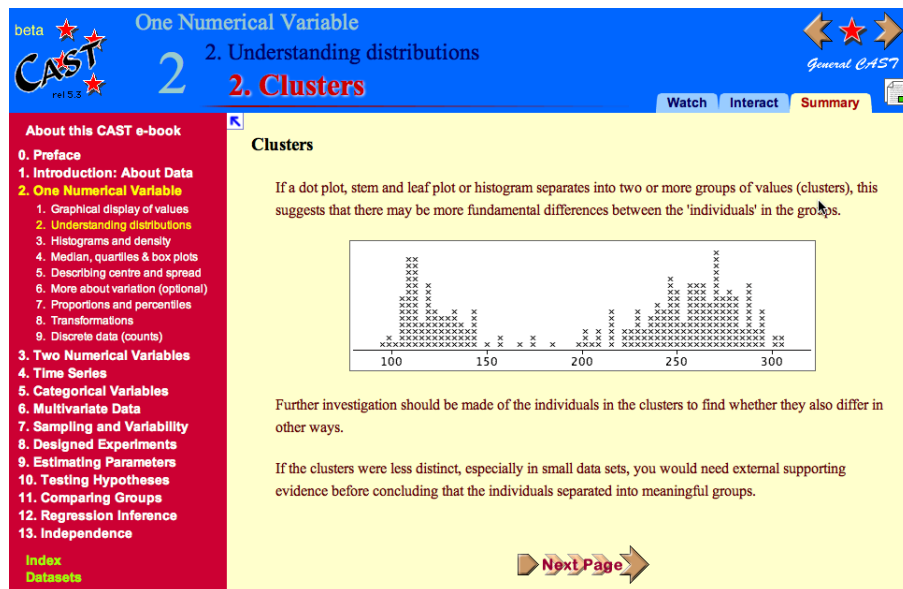 beta
CAST
rel 5.3
One Numerical Variable
2
2. Understanding distributions
2. Clusters
General CAST
Watch
Interact
Summary
About this CAST e-book
0. Preface
1. Introduction: About Data
2. One Numerical Variable
1. Graphical display of values
2. Understanding distributions
3. Histograms and density
4. Median, quartiles & box plots
5. Describing centre and spread
6. More about variation (optional)
7. Proportions and percentiles
8. Transformations
9. Discrete data (counts)
3. Two Numerical Variables
4. Time Series
5. Categorical Variables
6. Multivariate Data
7. Sampling and Variability
8. Designed Experiments
9. Estimating Parameters
10. Testing Hypotheses
11. Comparing Groups
12. Regression Inference
13. Independence
Index
Datasets
Clusters
If a dot plot, stem and leaf plot or histogram separates into two or more groups of values (clusters), this
suggests that there may be more fundamental differences between the 'individuals' in the groups.
100 150 200 250 300
Further investigation should be made of the individuals in the clusters to find whether they also differ in
other ways.
If the clusters were less distinct, especially in small data sets, you would need external supporting
evidence before concluding that the individuals separated into meaningful groups.
Next Page